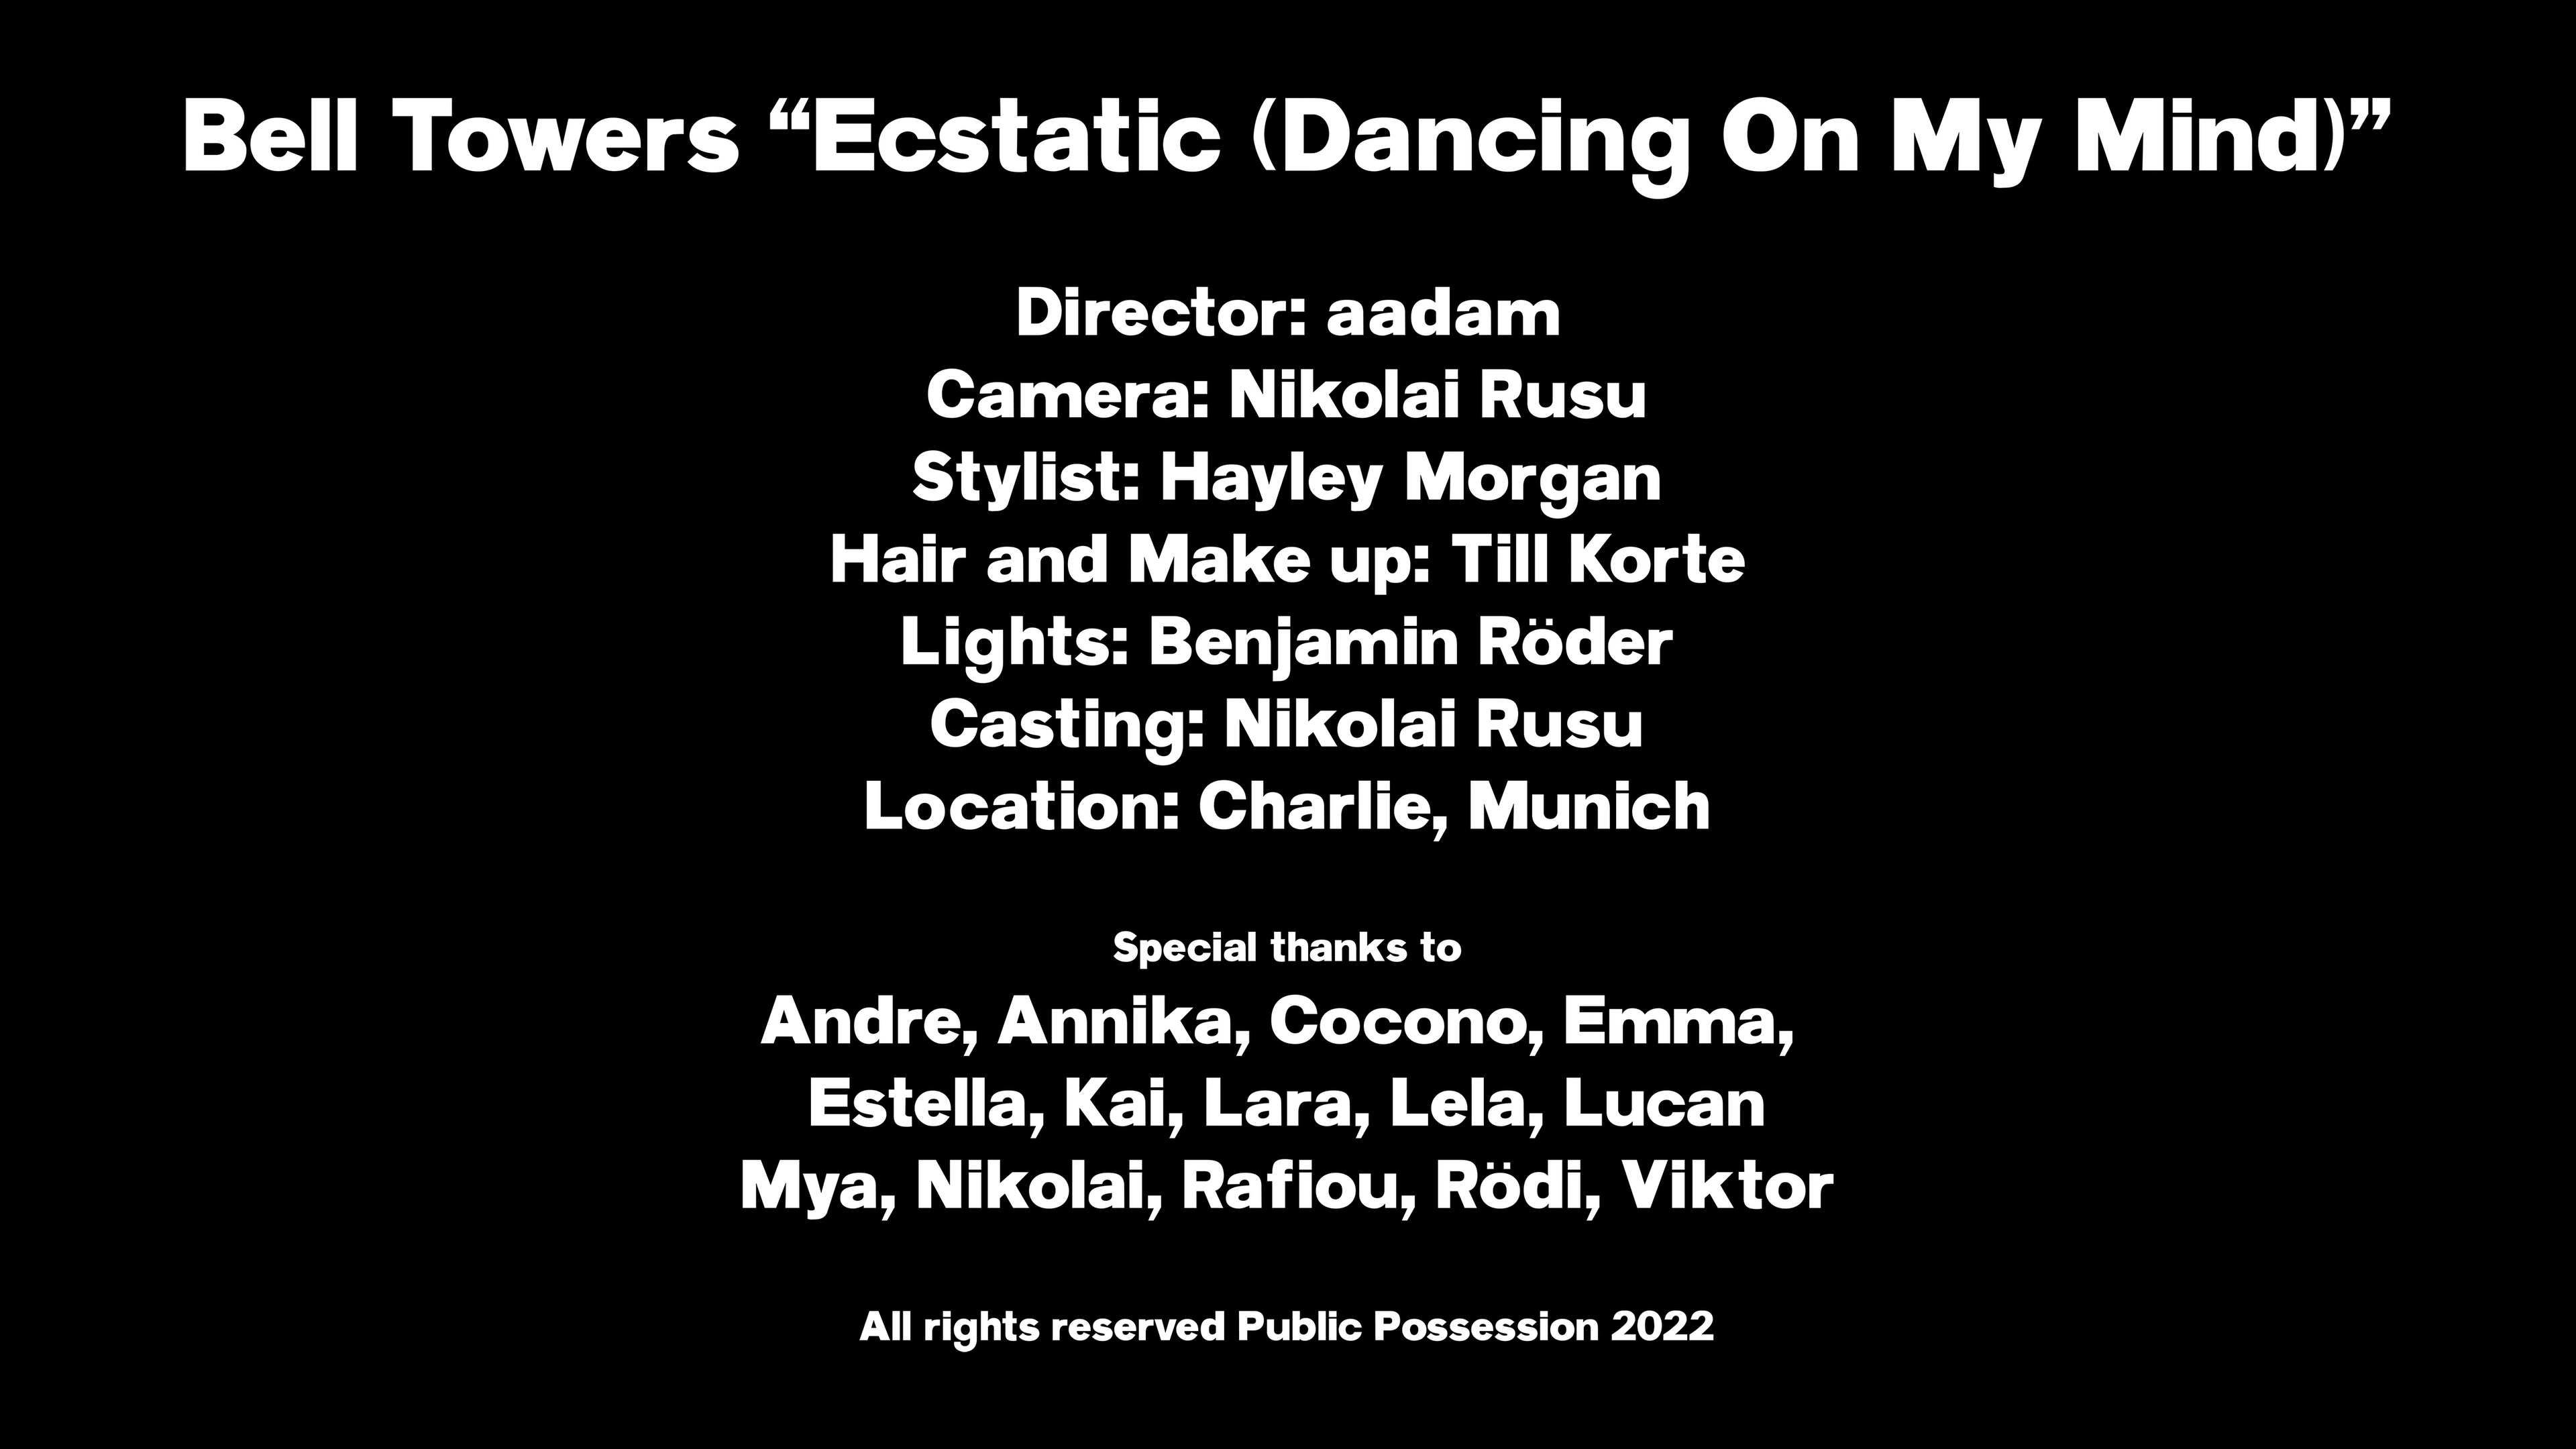 Bell Towers “Ecstatic (Dancing On My Mind)”
Director: aadam
Camera: Nikolai Rusu
Stylist: Hayley Morgan
Hair and Make up: Till Korte
Lights: Benjamin Röder
Casting: Nikolai Rusu
Location: Charlie, Munich
Special thanks to
Andre, Annika, Cocono, Emma,
Estella, Kai, Lara, Lela, Lucan
Mya, Nikolai, Rafiou, Rödi, Viktor
All rights reserved Public Possession 2022